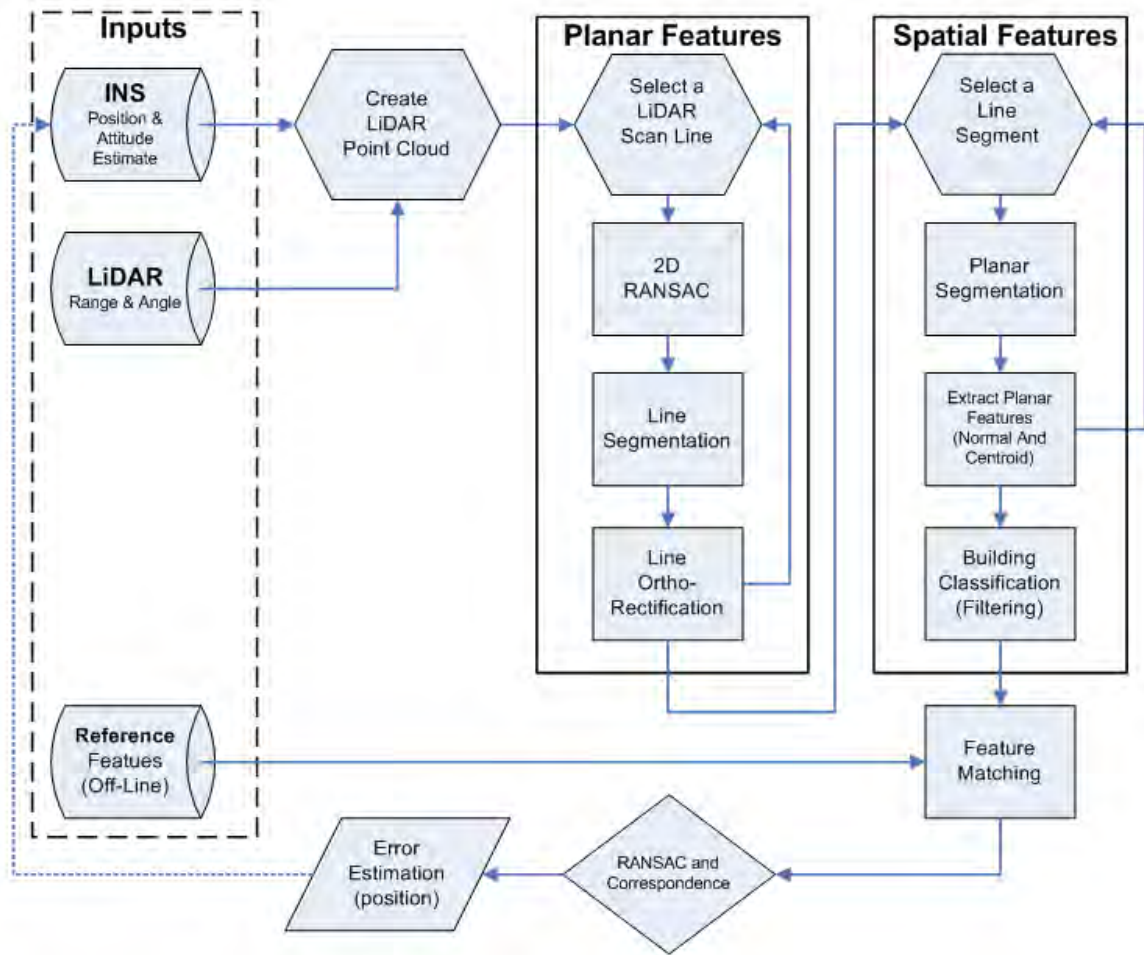 Inputs
INS
Position &
Attitude
Estimate
LiDAR
Range & Angle
Reference
Featues
(Off-Line)
Create
LiDAR
Point Cloud
Planar Features
Select a
LiDAR
Scan Line
2D
RANSAC
Line
Segmentation
Line
Ortho-
Rectification
Spatial Features
Select a
Line
Segment
Planar
Segmentation
Extract Planar
Features
(Normal And
Centroid)
Building
Classification
(Filtering)
Feature
Matching
RANSAC and
Correspondence
Error
Estimation
(position)